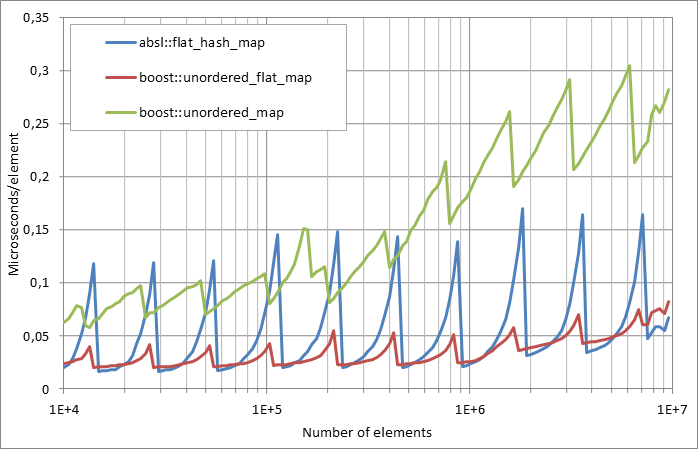 0,35
0,3
0,25
0,2
0,15
0,1
0,05
0
Microseconds/element
absl::flat_hash_map
boost::unordered_flat_map
boost::unordered_map
1E+4
1E+5
1E+6
1E+7
Number of elements